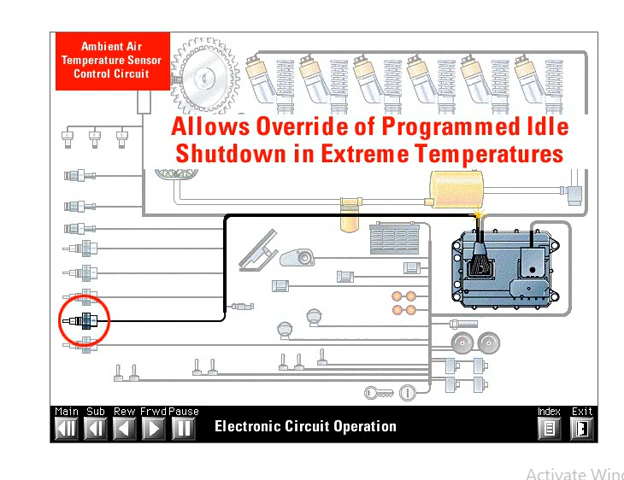 Ambient Air
Temperature Sensor
Control Circuit
Allows Override of Programmed Idle
Shutdown in Extreme Temperatures
Main Sub Rew Frwd Pause
Electronic Circuit Operation
Index Exit
Activate Wind